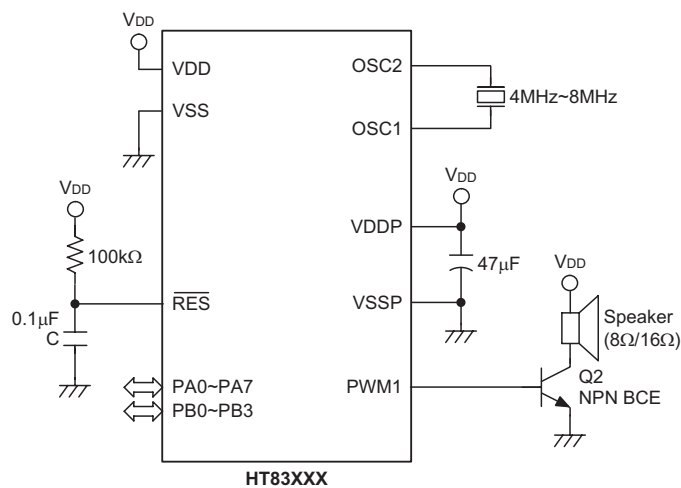 VDD
VDD
VSS
VDD
100kΩ
0.1μF
C
RES
PA0~PA7
PB0~PB3
OSC2
OSC1
4MHz~8MHz
VDD
VDDP
47μF
VSSP
VDD
Speaker
(8Ω/16Ω)
PWM1
Q2
NPN BCE
HT83XXX